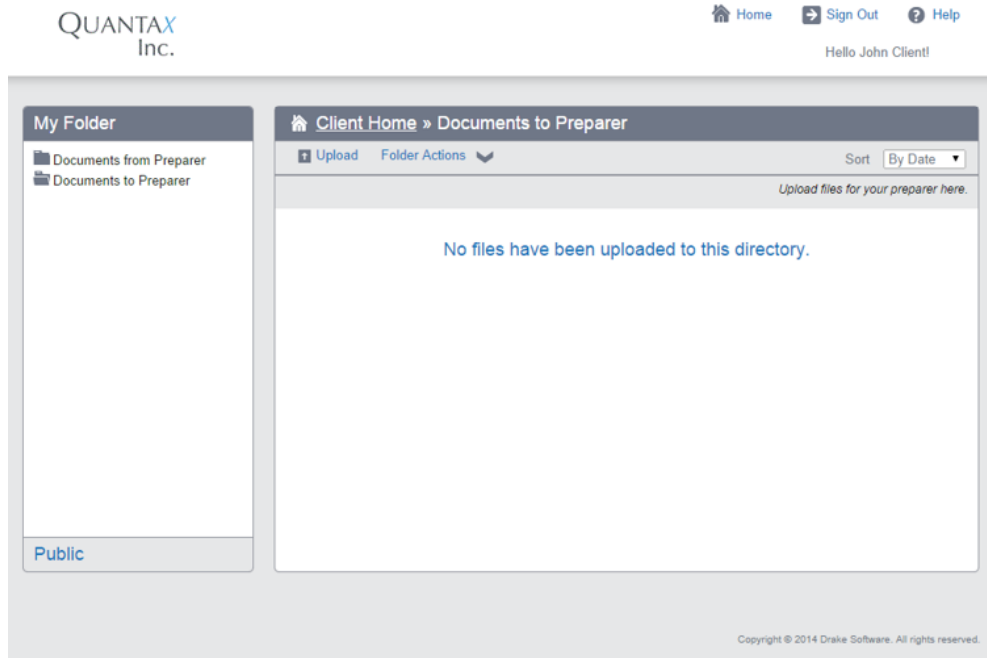 QUANTAX
Inc.
Home Sign Out Help
Hello John Client!
My Folder
Documents from Preparer
Documents to Preparer
Public
Client Home » Documents to Preparer
Upload Folder Actions Sort By Date
Upload files for your preparer here.
No files have been uploaded to this directory.
Copyright © 2014 Drake Software. All rights reserved.